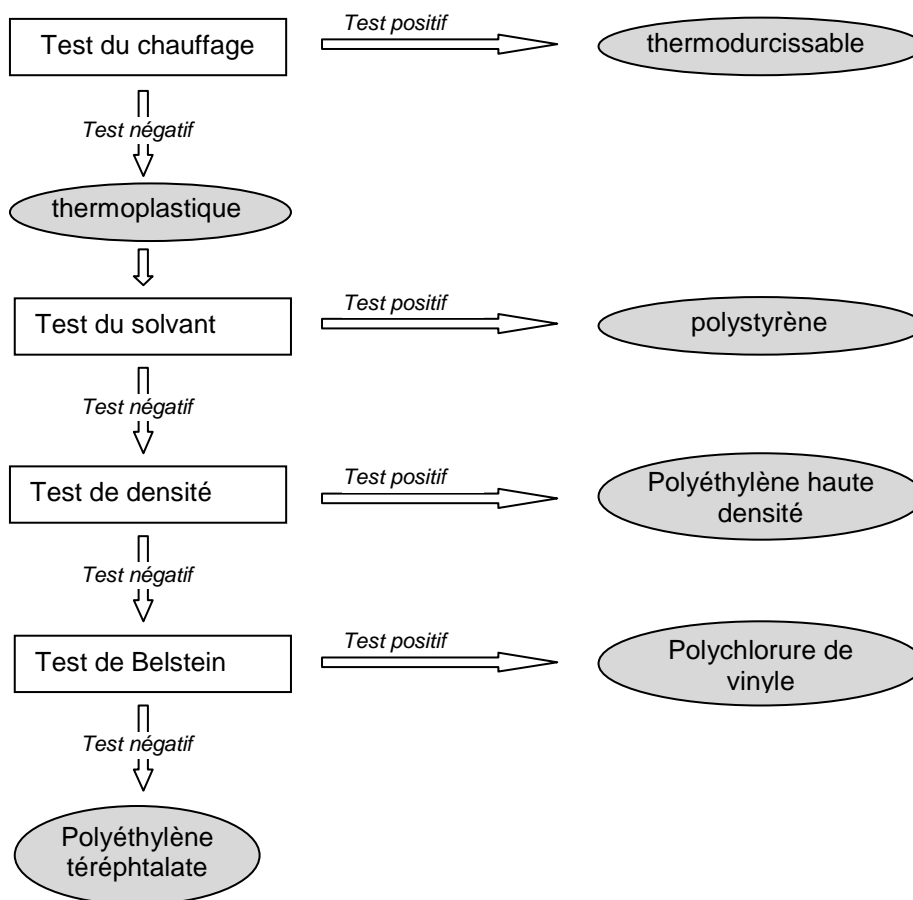 Test du chauffage
Test positif
thermodurcissable
Test négatif
thermoplastique
Test du solvant
Test positif
polystyrène
Test négatif
Test de densité
Test positif
Polyéthylène haute
densité
Test négatif
Test de Belstein
Test positif
Polychlorure de
vinyle
Test négatif
Polyéthylène
téréphtalate